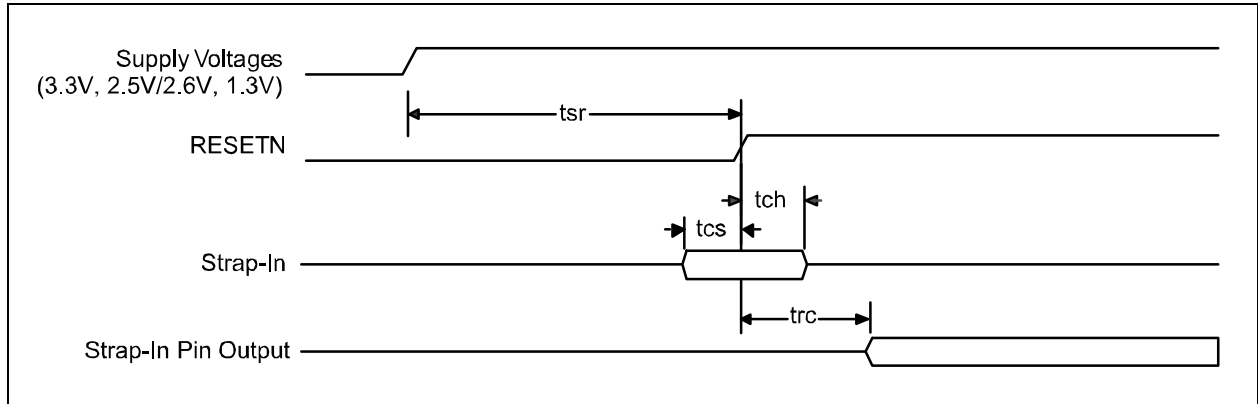 Supply Voltages
(3.3V, 2.5V/2.6V, 1.3V)
tsr
RESETN
tch
tcs
Strap-In
trc
Strap-In Pin Output